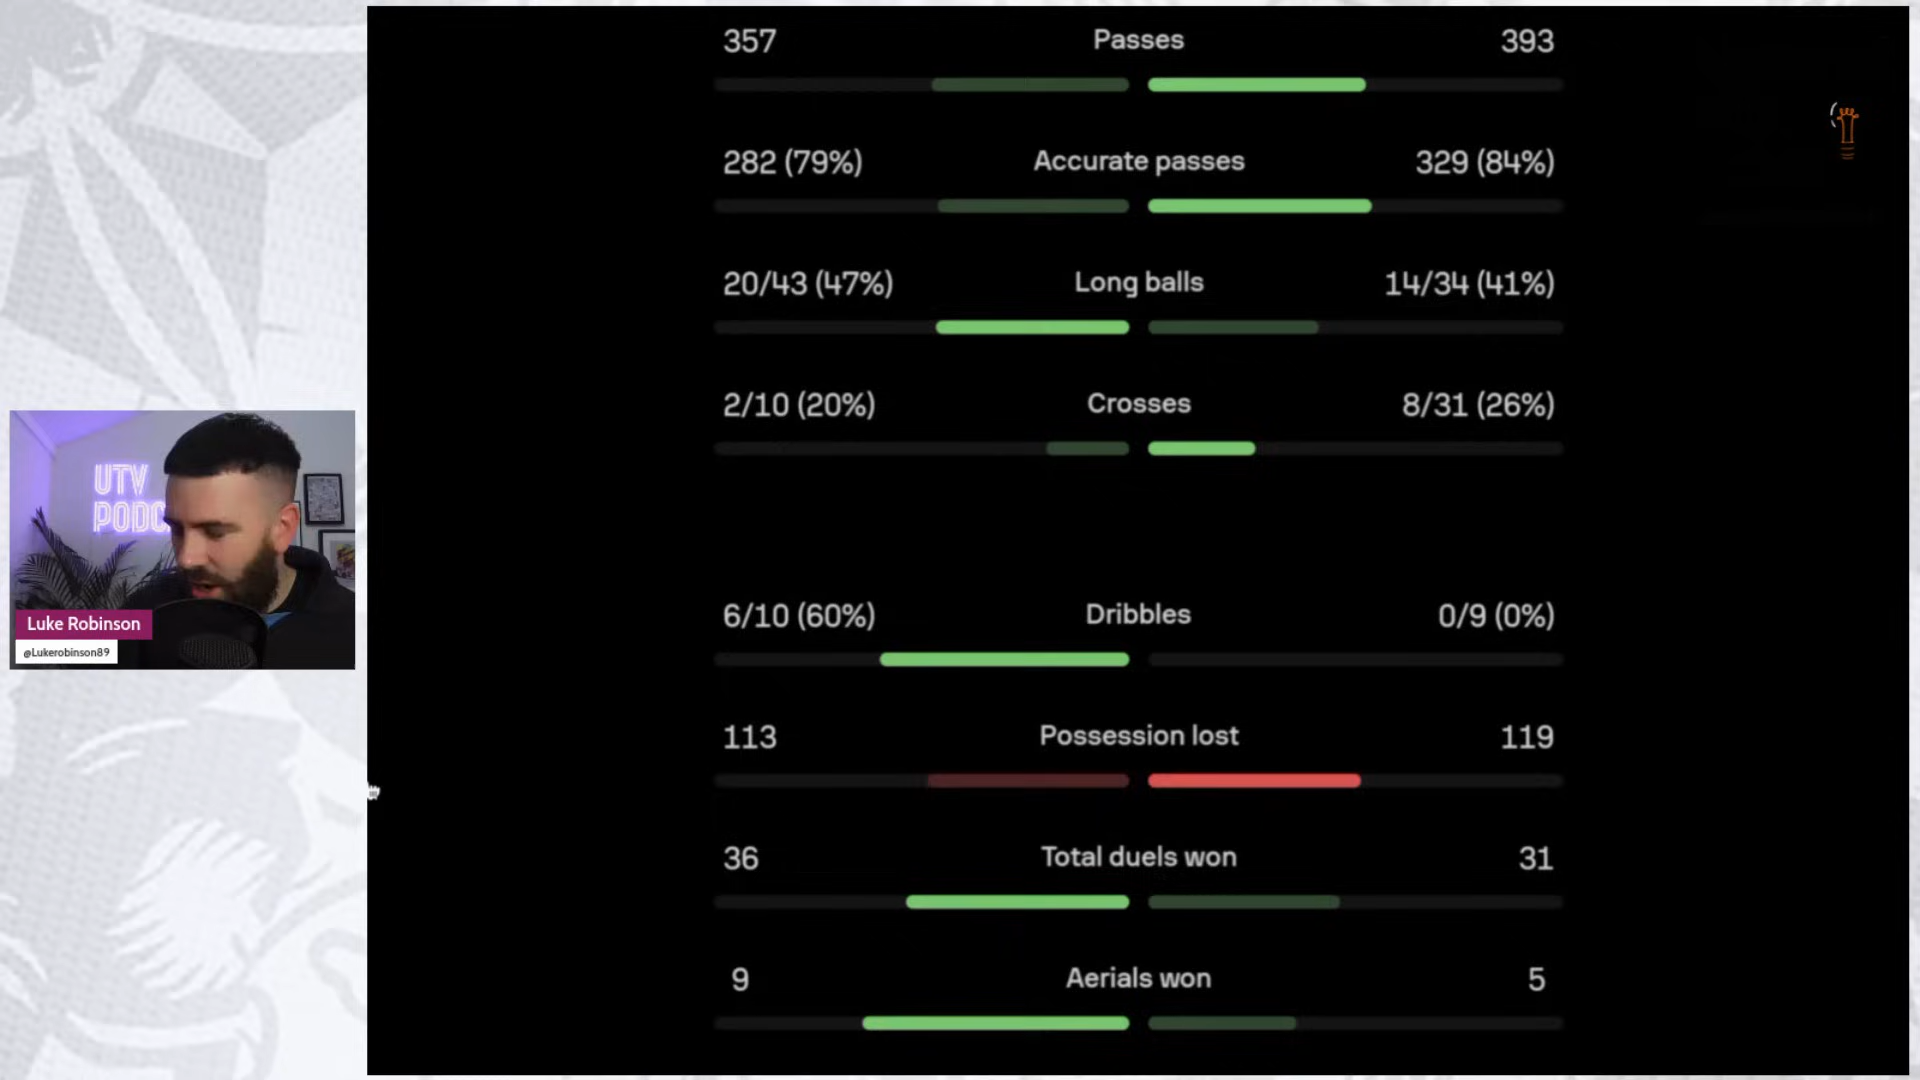 357 Passes 393
282 (79%) Accurate passes 329 (84%)
20/43 (47%) Long balls 14/34 (41%)
2/10 (20%) Crosses 8/31 (26%)
UTV
6/10 (60%) Dribbles 0/9 (0%)
Luke Robinson
@Lukerobinson89
113 Possession lost 119
36 Total duels won 31
9 Aerials won 5